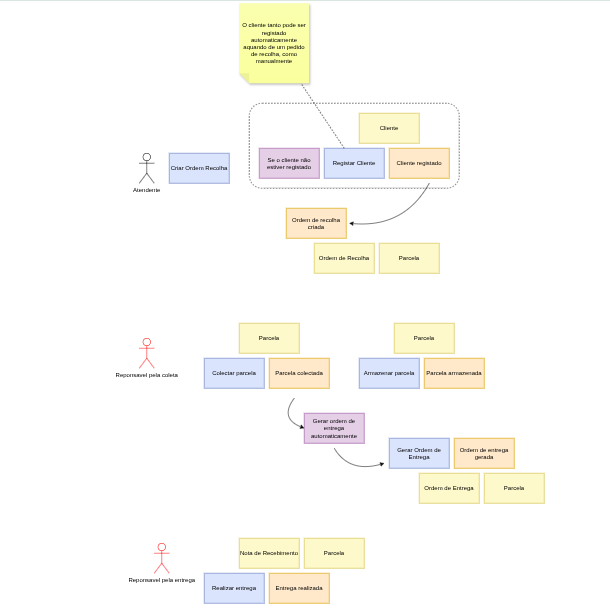 O cliente tanto pode ser
registado
automaticamente
aquando de um pedido
de recolha, como
manualmente
Cliente
Se o cliente não
estiver registado
Registar Cliente
Cliente registado
Atendente
Criar Ordem Recolha
Ordem de recolha
criada
Ordem de Recolha
Parcela
Parcela
Parcela
Reponsavel pela coleta
Colectar parcela
Parcela colectada
Armazenar parcela
Parcela armazenada
Gerar ordem de
entrega
automaticamente
Gerar Ordem de
Entrega
Ordem de entrega
gerada
Ordem de Entrega
Parcela
Nota de Recebimento
Parcela
Reponsavel pela entrega
Realizar entrega
Entrega realizada